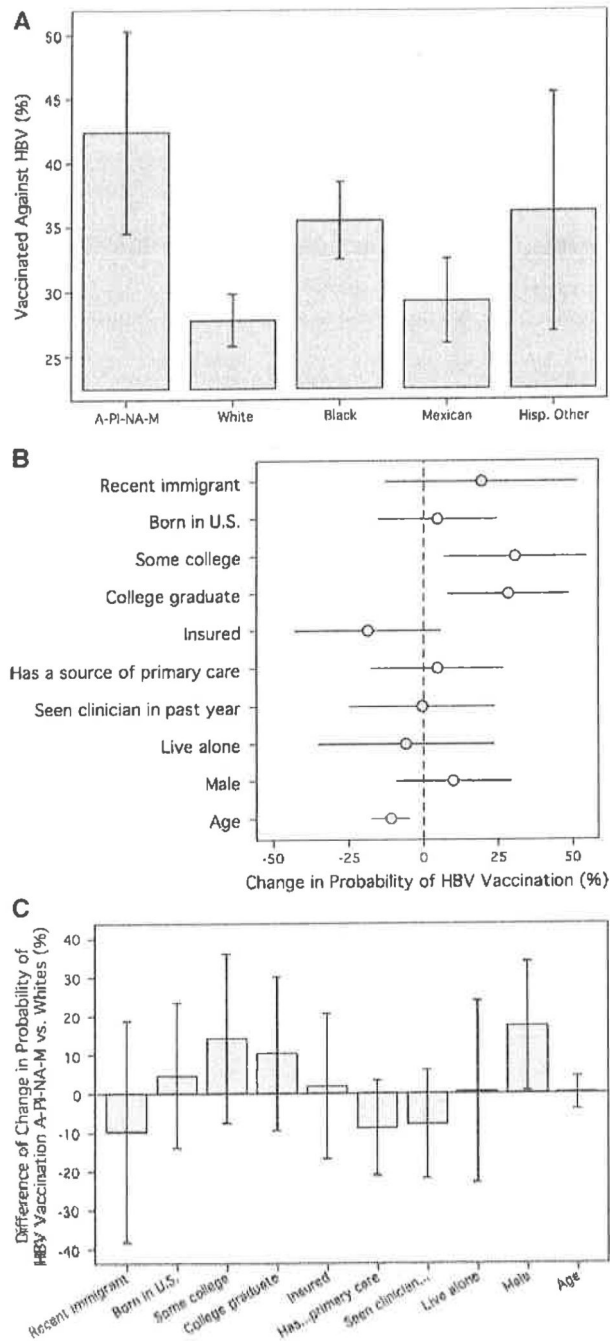 A
Vaccinated Against HBV (%)
50
45
40
35
30
25
A-PI-NA-M White Black Mexican Hisp. Other
B
Recent immigrant
Born in U.S.
Some college
College graduate
Insured
Has a source of primary care
Seen clinician in past year
Live alone
Male
Age
-50 -25 0 25 50
Change in Probability of HBV Vaccination (%)
C
Difference of Change in Probability of
HBV Vaccination A-PI-NA-M vs. Whites (%)
40
30
20
10
0
-10
-20
-30
-40
Recent immigrant Born in U.S. Some college College graduate Insured Has...primary care Seen clinician... Live alone Male Age